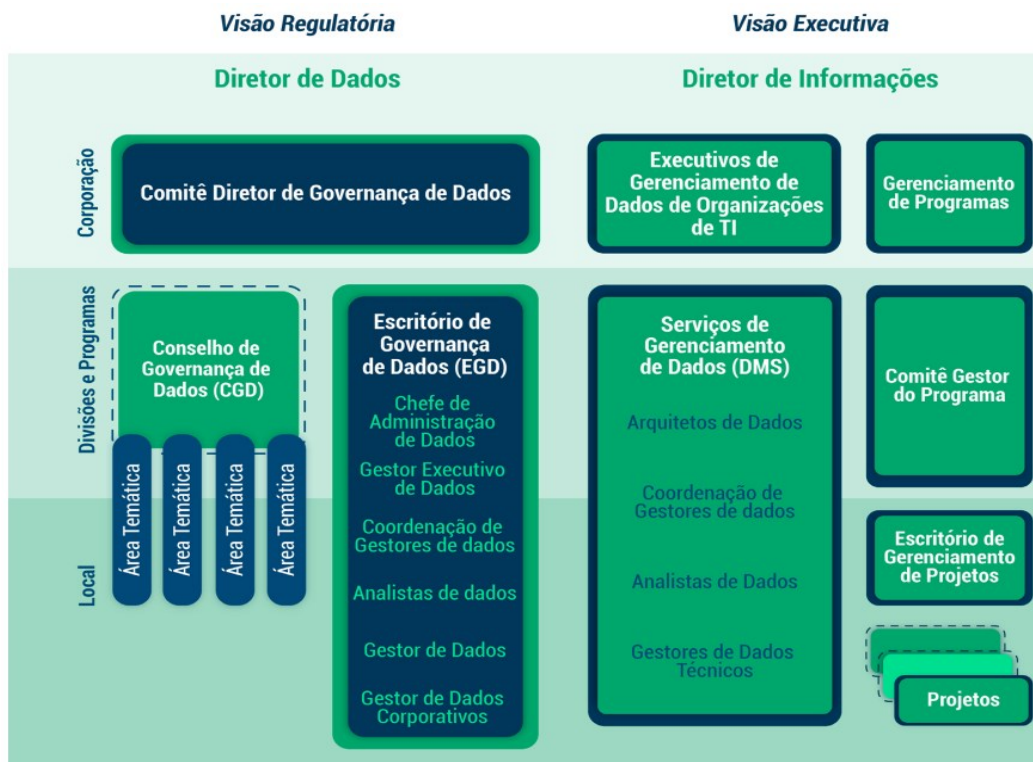 Visão Regulatória
Visão Executiva
Diretor de Dados
Diretor de Informações
Corporação
Comitê Diretor de Governança de Dados
Executivos de
Gerenciamento de
Dados de Organizações
de TI
Gerenciamento
de Programas
Divisões e Programas
Conselho de
Governança de
Dados (CGD)
Área Temática
Área Temática
Área Temática
Área Temática
Escritório de
Governança
de Dados (EGD)
Chefe de
Administração
de Dados
Gestor Executivo
de Dados
Coordenação de
Gestores de dados
Analistas de dados
Gestor de Dados
Gestor de Dados
Corporativos
Serviços de
Gerenciamento
de Dados (DMS)
Arquitetos de Dados
Coordenação de
Gestores de dados
Analistas de Dados
Gestores de Dados
Técnicos
Comitê Gestor
do Programa
Local
Escritório de
Gerenciamento
de Projetos
Projetos